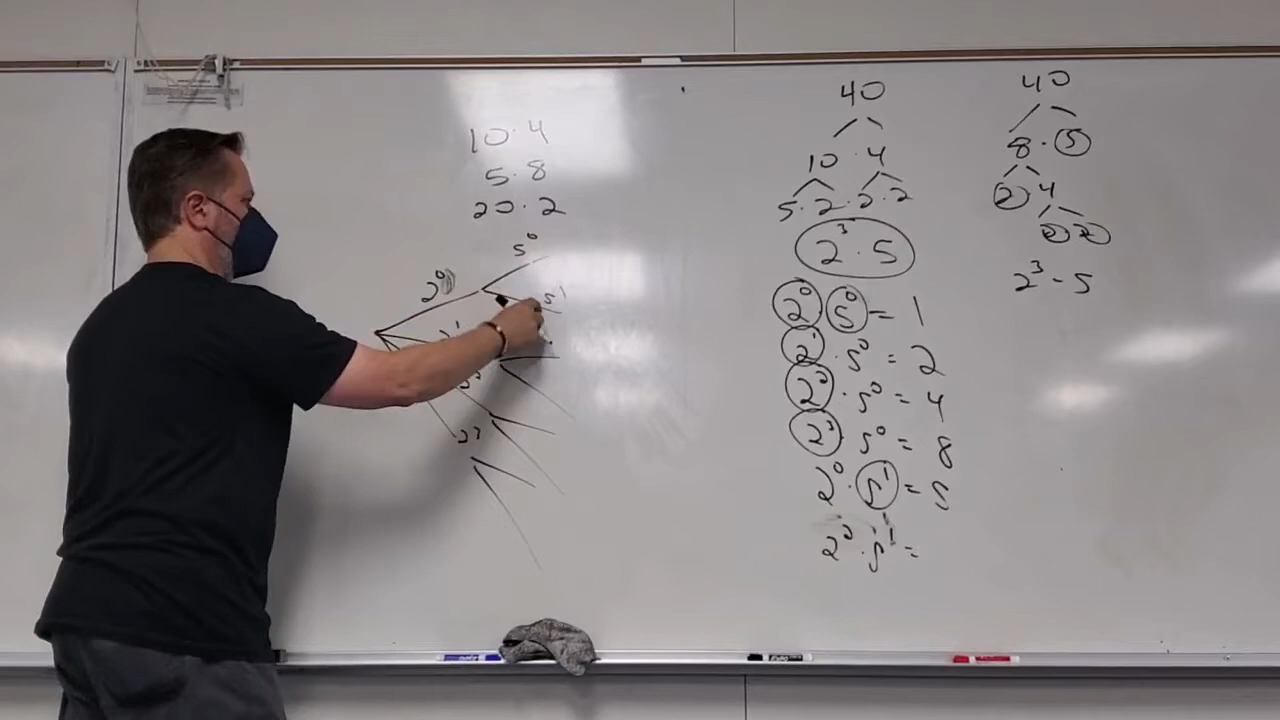 10 · 4
5 · 8
20 · 2
5⁰
2⁰
5¹
40
10 · 4
5 · 2 · 2 · 2
2³ · 5
2⁰ 5⁰ = 1
· 5⁰ = 2
2² · 5⁰ = 4
2³ · 5⁰ = 8
2⁰ · 5¹ = 5
· 5¹ =
40
8 · 5
2 4
2 2
2³ - 5